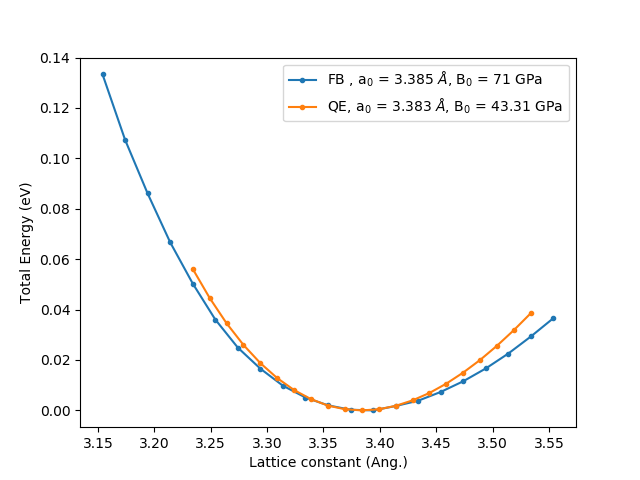 FB , a₀ = 3.385 Å, B₀ = 71 GPa
QE, a₀ = 3.383 Å, B₀ = 43.31 GPa
0.14
0.12
0.10
0.08
0.06
0.04
0.02
0.00
Total Energy (eV)
3.15 3.20 3.25 3.30 3.35 3.40 3.45 3.50 3.55
Lattice constant (Ang.)